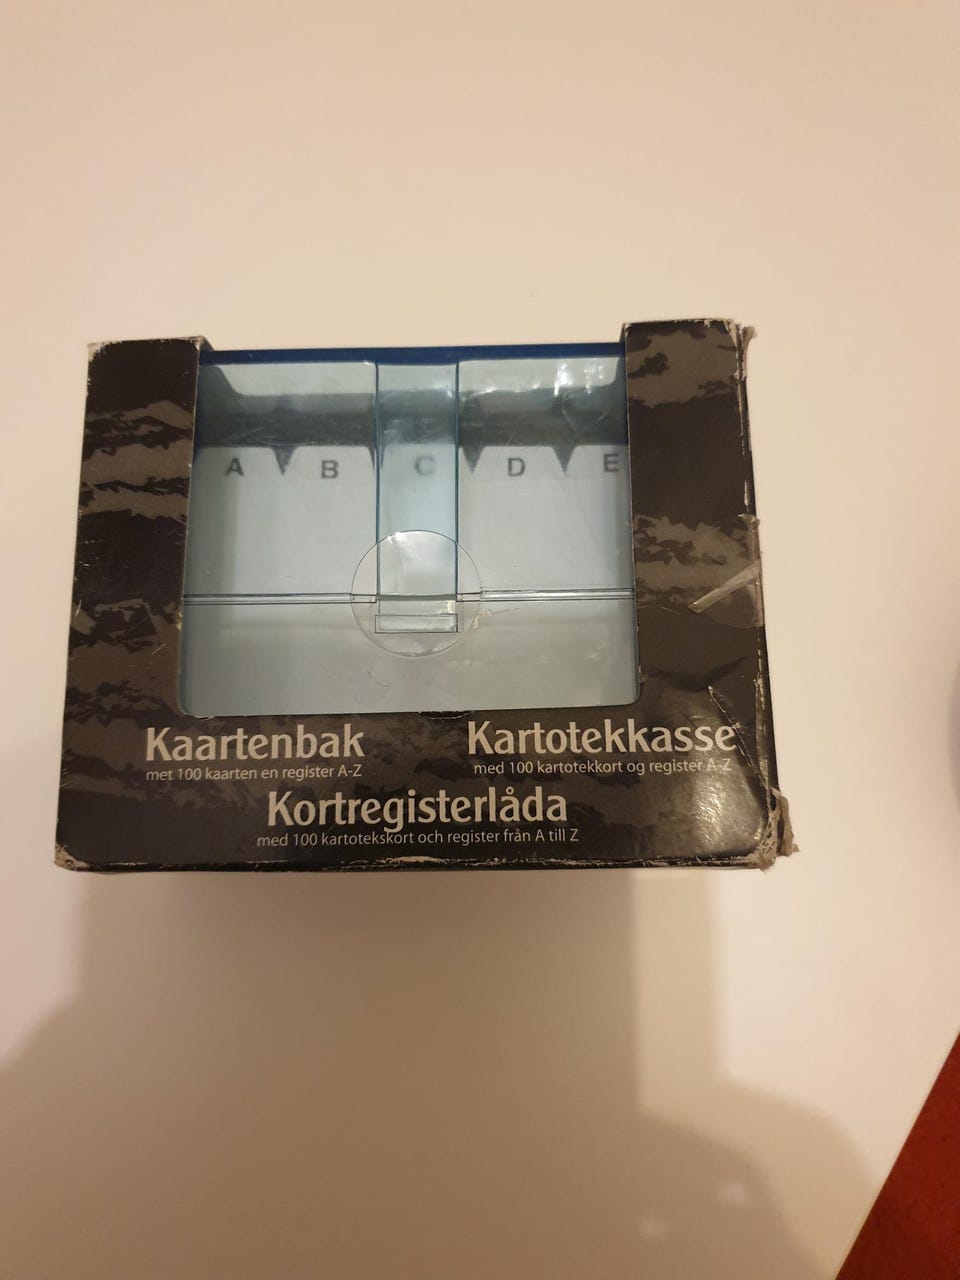 A B C D E
Kaartenbak
met 100 kaarten en register A-Z
Kartotekkasse
med 100 kartotekkort og register A-Z
Kortregisterlåda
med 100 kartotekskort och register från A till Z